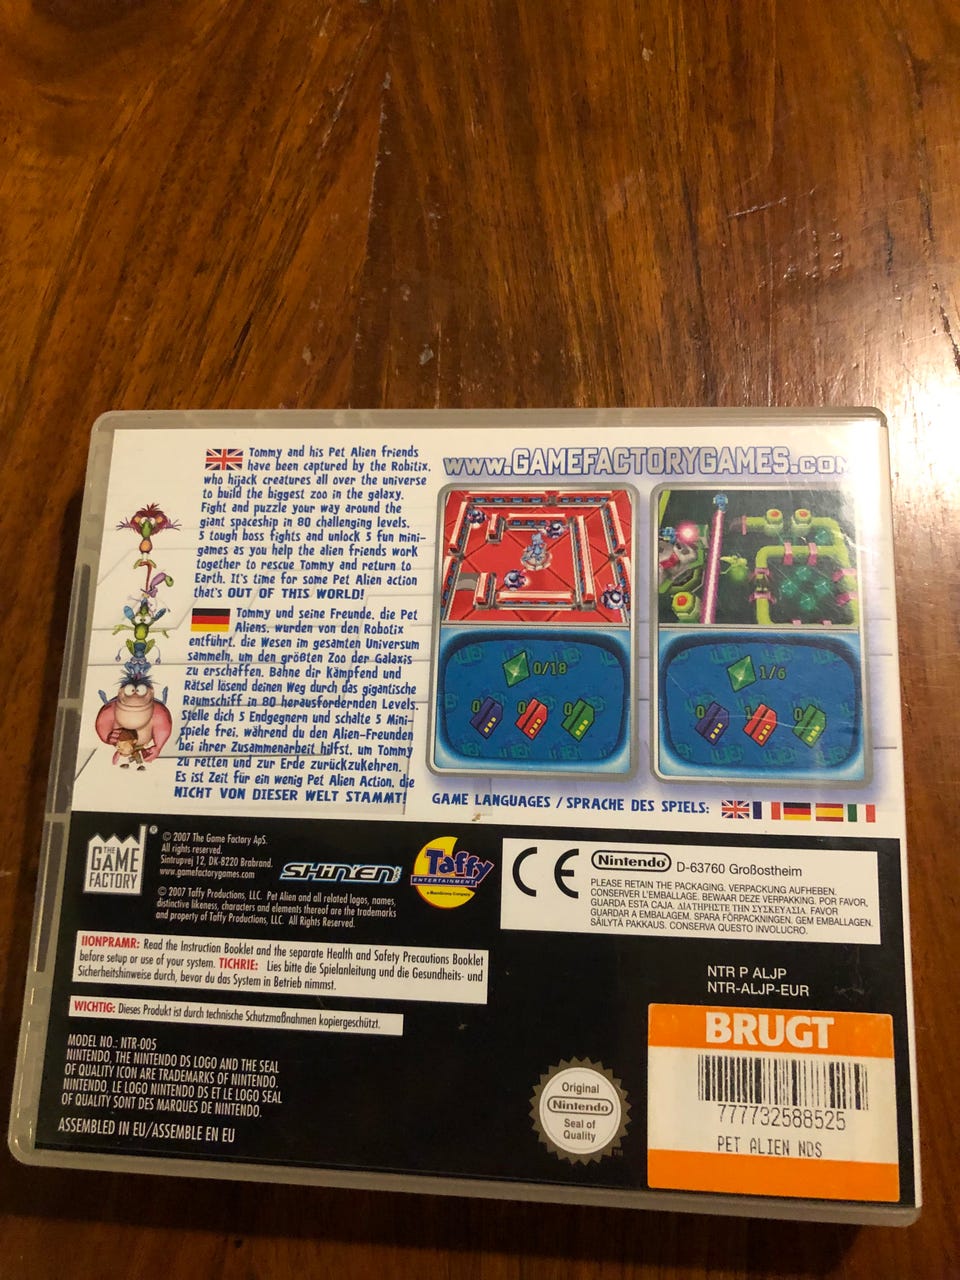 Tommy and his Pet Alien friends
have been captured by the Robitix,
who hijack creatures all over the universe
to build the biggest zoo in the galaxy.
Fight and puzzle your way around the
giant spaceship in 80 challenging levels,
5 tough boss fights and unlock 5 fun mini-
games as you help the alien friends work
together to rescue Tommy and return to
Earth. It's time for some Pet Alien action
that's OUT OF THIS WORLD!
Tommy und seine Freunde, die Pet
Aliens, wurden von den Robotix
entführt, die Wesen im gesamten Universum
sammeln, um den größten Zoo der Galaxis
zu erschaffen. Bahne dir Kämpfend und
Rätsel lösend deinen Weg durch das gigantische
Raumschiff in 80 herausfordernden Levels.
Stelle dich 5 Endgegnern und schalte 5 Mini-
spiele frei, während du den Alien-Freunden
bei ihrer Zusammenarbeit hilfst, um Tommy
zu retten und zur Erde zurückzukehren.
Es ist Zeit für ein wenig Pet Alien Action, die
NICHT VON DIESER WELT STAMMT!
www.GAMEFACTORYGAMES.com
0/18
0 0 0
1/6
0 1 0
GAME LANGUAGES / SPRACHE DES SPIELS:
THE
GAME
FACTORY
®
© 2007 The Game Factory ApS.
All rights reserved.
Sintrupvej 12, DK-8220 Brabrand.
www.gamefactorygames.com
© 2007 Taffy Productions, LLC. Pet Alien and all related logos, names,
distinctive likeness, characters and elements thereof are the trademarks
and property of Taffy Productions, LLC. All Rights Reserved.
SHIN'EN
Taffy
ENTERTAINMENT
CE
Nintendo
D-63760 Großostheim
PLEASE RETAIN THE PACKAGING. VERPACKUNG AUFHEBEN.
CONSERVER L'EMBALLAGE. BEWAAR DEZE VERPAKKING. POR FAVOR,
GUARDA ESTA CAJA. ΔΙΑΤΗΡΗΣΤΕ ΤΗΝ ΣΥΣΚΕΥΑΣΙΑ. FAVOR
GUARDAR A EMBALAGEM. SPARA FÖRPACKNINGEN. GEM EMBALLAGEN.
SÄILYTÄ PAKKAUS. CONSERVA QUESTO INVOLUCRO.
IIONPRAMR: Read the Instruction Booklet and the separate Health and Safety Precautions Booklet
before setup or use of your system. TICHRIE: Lies bitte die Spielanleitung und die Gesundheits- und
Sicherheitshinweise durch, bevor du das System in Betrieb nimmst.
WICHTIG: Dieses Produkt ist durch technische Schutzmaßnahmen kopiergeschützt.
MODEL NO.: NTR-005
NINTENDO, THE NINTENDO DS LOGO AND THE SEAL
OF QUALITY ICON ARE TRADEMARKS OF NINTENDO.
NINTENDO, LE LOGO NINTENDO DS ET LE LOGO SEAL
OF QUALITY SONT DES MARQUES DE NINTENDO.
ASSEMBLED IN EU/ASSEMBLE EN EU
NTR P ALJP
NTR-ALJP-EUR
Original
Nintendo
Seal of
Quality
TM
BRUGT
777732588525
PET ALIEN NDS